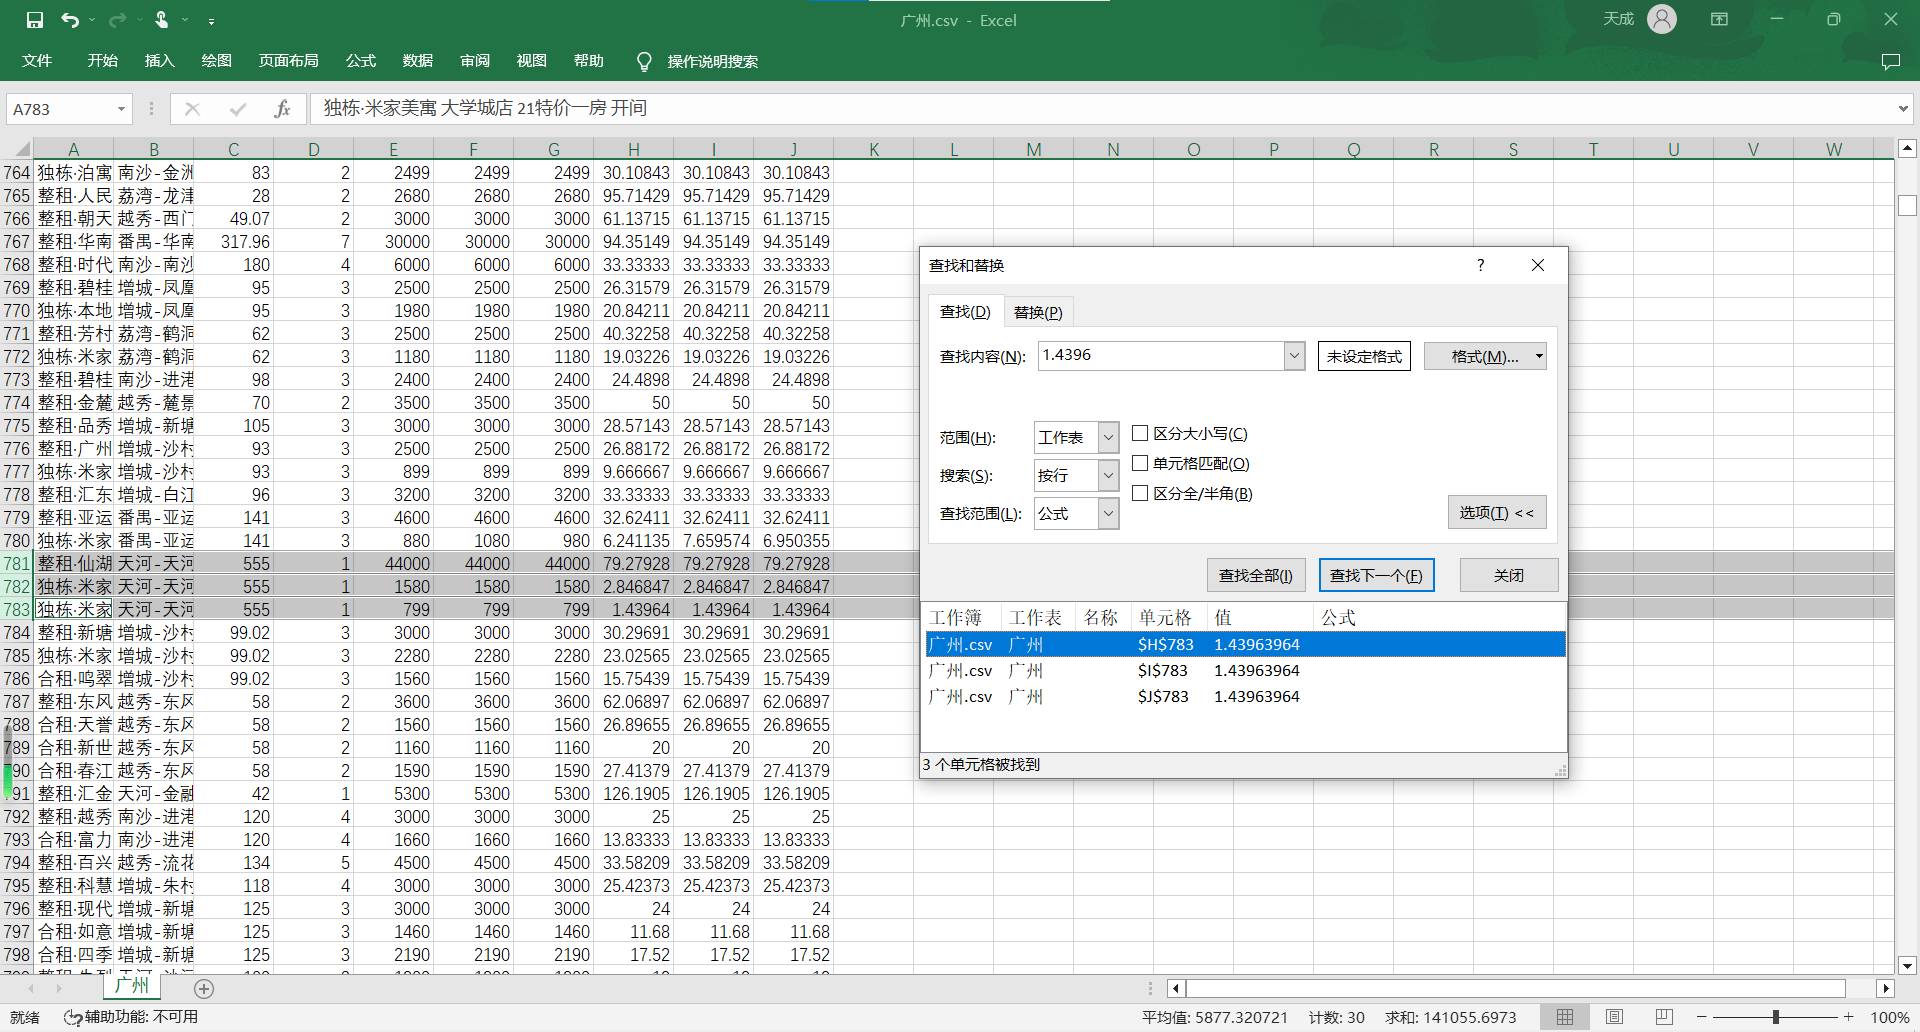 广州.csv - Excel
天成
文件 开始 插入 绘图 页面布局 公式 数据 审阅 视图 帮助 操作说明搜索
A783 fx 独栋·米家美寓 大学城店 21特价一房 开间
A B C D E F G H I J K L M N O P Q R S T U V W
764 独栋·泊寓 南沙-金洲 83 2 2499 2499 2499 30.10843 30.10843 30.10843
765 整租·人民 荔湾-龙津 28 2 2680 2680 2680 95.71429 95.71429 95.71429
766 整租·朝天 越秀-西门 49.07 2 3000 3000 3000 61.13715 61.13715 61.13715
767 整租·华南 番禺-华南 317.96 7 30000 30000 30000 94.35149 94.35149 94.35149
768 整租·时代 南沙-南沙 180 4 6000 6000 6000 33.33333 33.33333 33.33333
769 整租·碧桂 增城-凤凰 95 3 2500 2500 2500 26.31579 26.31579 26.31579
770 独栋·本地 增城-凤凰 95 3 1980 1980 1980 20.84211 20.84211 20.84211
771 整租·芳村 荔湾-鹤洞 62 3 2500 2500 2500 40.32258 40.32258 40.32258
772 独栋·米家 荔湾-鹤洞 62 3 1180 1180 1180 19.03226 19.03226 19.03226
773 整租·碧桂 南沙-进港 98 3 2400 2400 2400 24.4898 24.4898 24.4898
774 整租·金麓 越秀-麓景 70 2 3500 3500 3500 50 50 50
775 整租·品秀 增城-新塘 105 3 3000 3000 3000 28.57143 28.57143 28.57143
776 整租·广州 增城-沙村 93 3 2500 2500 2500 26.88172 26.88172 26.88172
777 独栋·米家 增城-沙村 93 3 899 899 899 9.666667 9.666667 9.666667
778 整租·汇东 增城-白江 96 3 3200 3200 3200 33.33333 33.33333 33.33333
779 整租·亚运 番禺-亚运 141 3 4600 4600 4600 32.62411 32.62411 32.62411
780 独栋·米家 番禺-亚运 141 3 880 1080 980 6.241135 7.659574 6.950355
781 整租·仙湖 天河-天河 555 1 44000 44000 44000 79.27928 79.27928 79.27928
782 独栋·米家 天河-天河 555 1 1580 1580 1580 2.846847 2.846847 2.846847
783 独栋·米家 天河-天河 555 1 799 799 799 1.43964 1.43964 1.43964
784 整租·新塘 增城-沙村 99.02 3 3000 3000 3000 30.29691 30.29691 30.29691
785 独栋·米家 增城-沙村 99.02 3 2280 2280 2280 23.02565 23.02565 23.02565
786 合租·鸣翠 增城-沙村 99.02 3 1560 1560 1560 15.75439 15.75439 15.75439
787 整租·东风 越秀-东风 58 2 3600 3600 3600 62.06897 62.06897 62.06897
788 合租·天誉 越秀-东风 58 2 1560 1560 1560 26.89655 26.89655 26.89655
789 合租·新世 越秀-东风 58 2 1160 1160 1160 20 20 20
790 合租·春江 越秀-东风 58 2 1590 1590 1590 27.41379 27.41379 27.41379
791 整租·汇金 天河-金融 42 1 5300 5300 5300 126.1905 126.1905 126.1905
792 整租·越秀 南沙-进港 120 4 3000 3000 3000 25 25 25
793 合租·富力 南沙-进港 120 4 1660 1660 1660 13.83333 13.83333 13.83333
794 整租·百兴 越秀-流花 134 5 4500 4500 4500 33.58209 33.58209 33.58209
795 整租·科慧 增城-朱村 118 4 3000 3000 3000 25.42373 25.42373 25.42373
796 整租·现代 增城-新塘 125 3 3000 3000 3000 24 24 24
797 合租·如意 增城-新塘 125 3 1460 1460 1460 11.68 11.68 11.68
798 合租·四季 增城-新塘 125 3 2190 2190 2190 17.52 17.52 17.52
查找和替换 ?
查找(D) 替换(P)
查找内容(N): 1.4396 未设定格式 格式(M)...
范围(H): 工作表 区分大小写(C)
搜索(S): 按行 单元格匹配(O)
查找范围(L): 公式 区分全/半角(B)
选项(T) <<
查找全部(I) 查找下一个(F) 关闭
工作簿 工作表 名称 单元格 值 公式
广州.csv 广州 $H$783 1.43963964
广州.csv 广州 $I$783 1.43963964
广州.csv 广州 $J$783 1.43963964
3 个单元格被找到
广州
就绪 辅助功能: 不可用 平均值: 5877.320721 计数: 30 求和: 141055.6973 100%